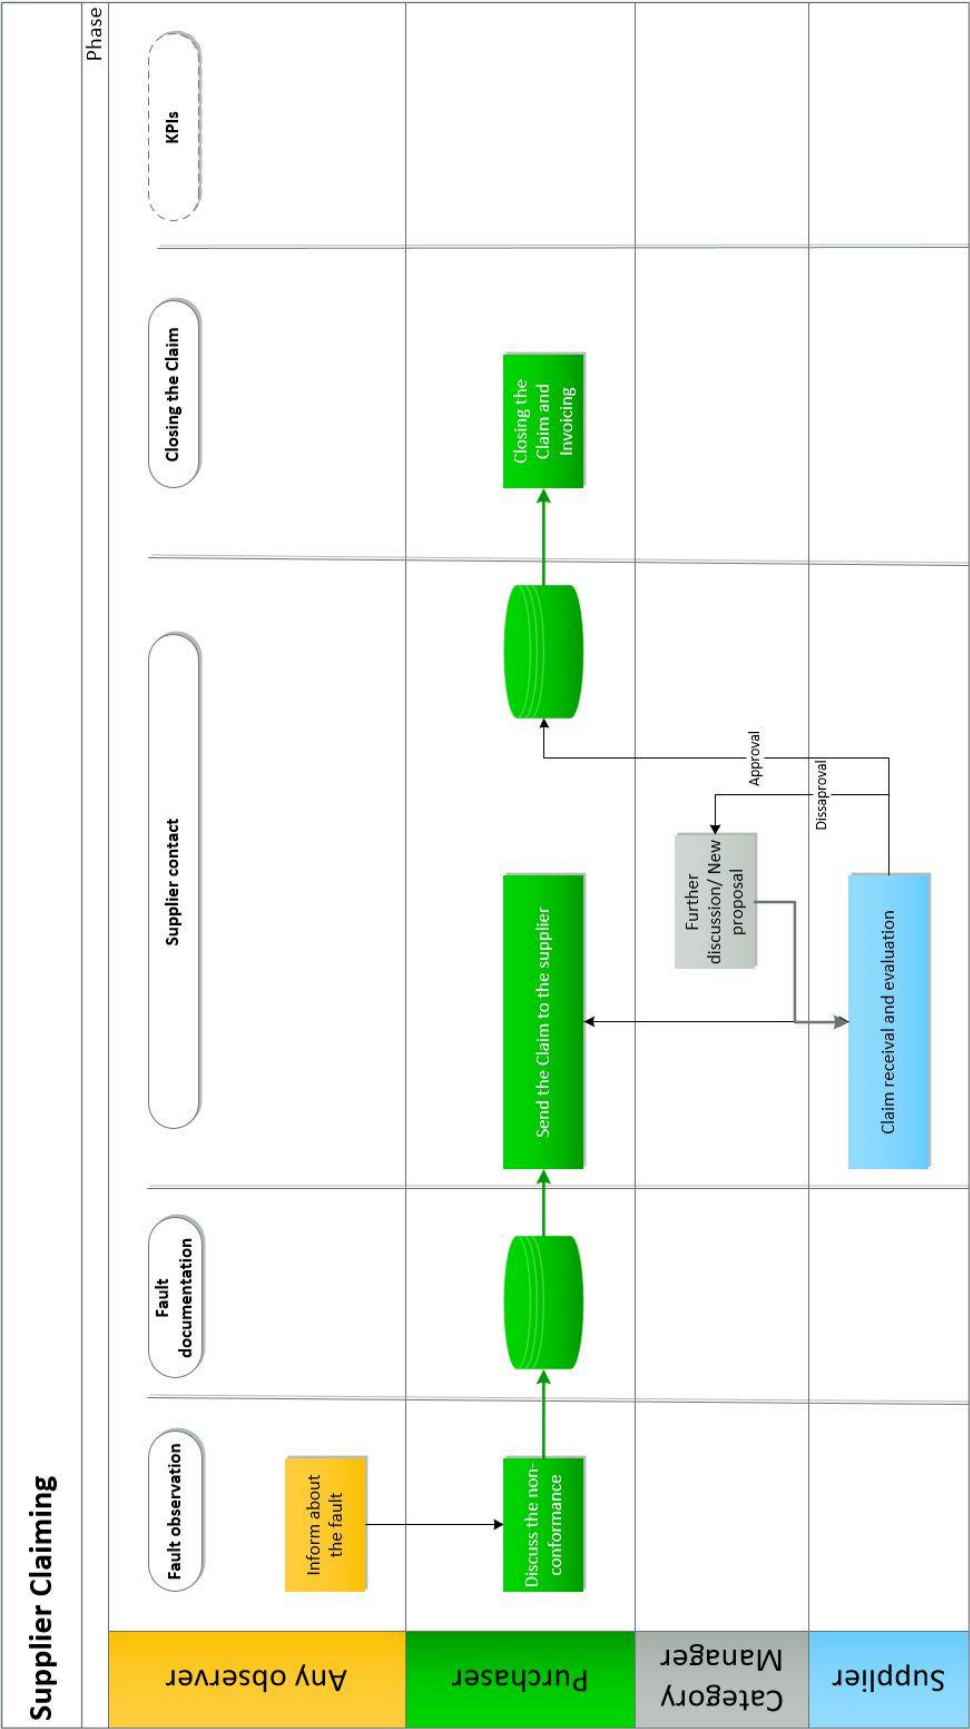 Supplier Claiming
Phase
Fault observation
Fault
documentation
Supplier contact
Closing the Claim
KPIs
Any observer
Inform about
the fault
Purchaser
Discuss the non-
conformance
Send the Claim to the supplier
Closing the
Claim and
Invoicing
Category
Manager
Further
discussion/ New
proposal
Approval
Dissaproval
Supplier
Claim receival and evaluation